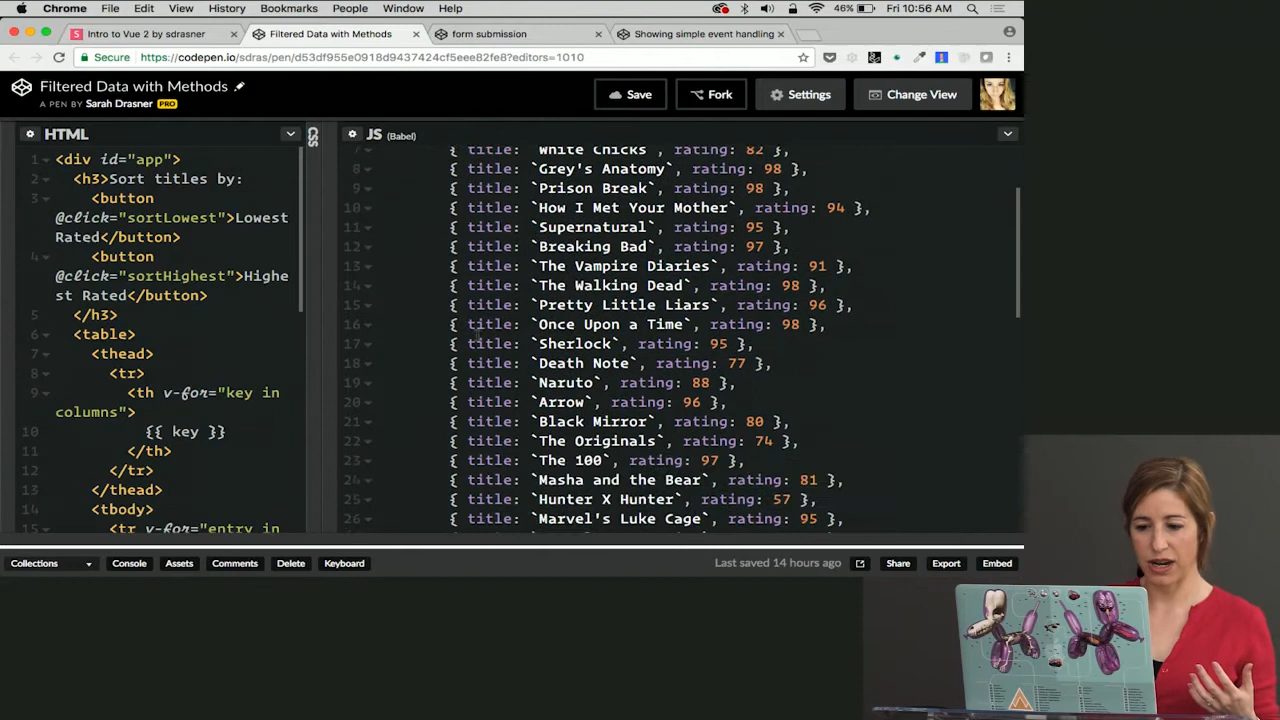 Chrome File Edit View History Bookmarks People Window Help 46% Fri 10:56 AM
Intro to Vue 2 by sdrasner × Filtered Data with Methods × form submission × Showing simple event handling ×
Secure https://codepen.io/sdras/pen/d53df955e0918d9437424cf5eee82fe8?editors=1010
Filtered Data with Methods
A PEN BY Sarah Drasner PRO
Save Fork Settings Change View
HTML
CSS
JS (Babel)
1 <div id="app">
2 <h3>Sort titles by:
3 <button
@click="sortLowest">Lowest
Rated</button>
4 <button
@click="sortHighest">Highe
st Rated</button>
5 </h3>
6 <table>
7 <thead>
8 <tr>
9 <th v-for="key in
columns">
10 {{ key }}
11 </th>
12 </tr>
13 </thead>
14 <tbody>
15 <tr v-for="entry in
7 { title: `White Chicks`, rating: 82 },
8 { title: `Grey's Anatomy`, rating: 98 },
9 { title: `Prison Break`, rating: 98 },
10 { title: `How I Met Your Mother`, rating: 94 },
11 { title: `Supernatural`, rating: 95 },
12 { title: `Breaking Bad`, rating: 97 },
13 { title: `The Vampire Diaries`, rating: 91 },
14 { title: `The Walking Dead`, rating: 98 },
15 { title: `Pretty Little Liars`, rating: 96 },
16 { title: `Once Upon a Time`, rating: 98 },
17 { title: `Sherlock`, rating: 95 },
18 { title: `Death Note`, rating: 77 },
19 { title: `Naruto`, rating: 88 },
20 { title: `Arrow`, rating: 96 },
21 { title: `Black Mirror`, rating: 80 },
22 { title: `The Originals`, rating: 74 },
23 { title: `The 100`, rating: 97 },
24 { title: `Masha and the Bear`, rating: 81 },
25 { title: `Hunter X Hunter`, rating: 57 },
26 { title: `Marvel's Luke Cage`, rating: 95 },
Collections Console Assets Comments Delete Keyboard Last saved 14 hours ago Share Export Embed